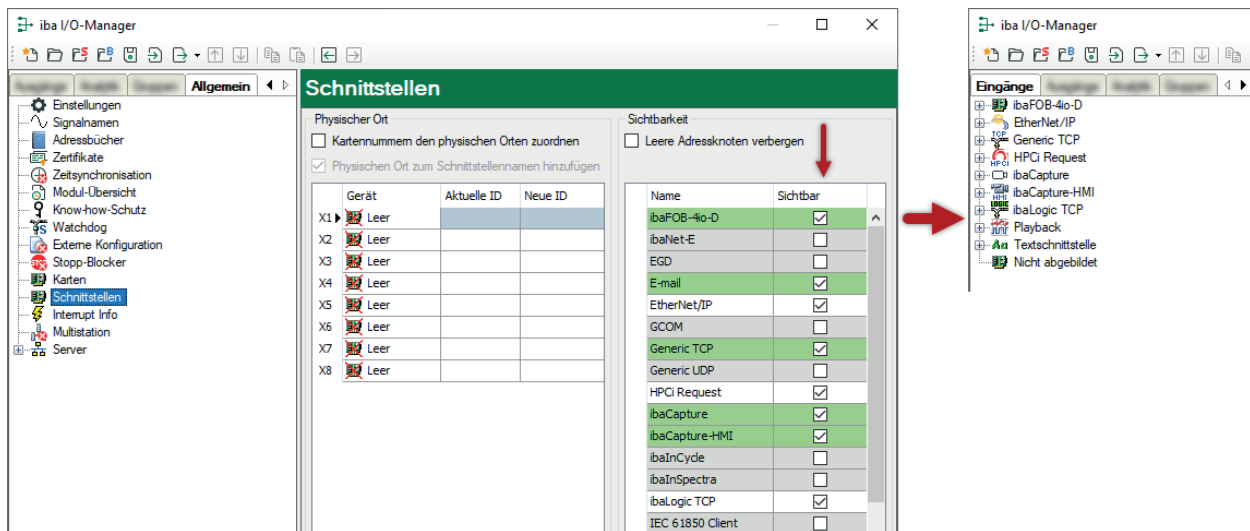 iba I/O-Manager
Allgemein
Einstellungen
Signalnamen
Adressbücher
Zertifikate
Zeitsynchronisation
Modul-Übersicht
Know-how-Schutz
Watchdog
Externe Konfiguration
Stopp-Blocker
Karten
Schnittstellen
Interrupt Info
Multistation
Server
Schnittstellen
Physischer Ort
Kartennummern den physischen Orten zuordnen
Physischen Ort zum Schnittstellennamen hinzufügen
Gerät Aktuelle ID Neue ID
X1 Leer
X2 Leer
X3 Leer
X4 Leer
X5 Leer
X6 Leer
X7 Leer
X8 Leer
Sichtbarkeit
Leere Adressknoten verbergen
Name Sichtbar
ibaFOB-4io-D
ibaNet-E
EGD
E-mail
EtherNet/IP
GCOM
Generic TCP
Generic UDP
HPCi Request
ibaCapture
ibaCapture-HMI
ibaInCycle
ibaInSpectra
ibaLogic TCP
IEC 61850 Client
iba I/O-Manager
Eingänge
ibaFOB-4io-D
EtherNet/IP
Generic TCP
HPCi Request
ibaCapture
ibaCapture-HMI
ibaLogic TCP
Playback
Textschnittstelle
Nicht abgebildet